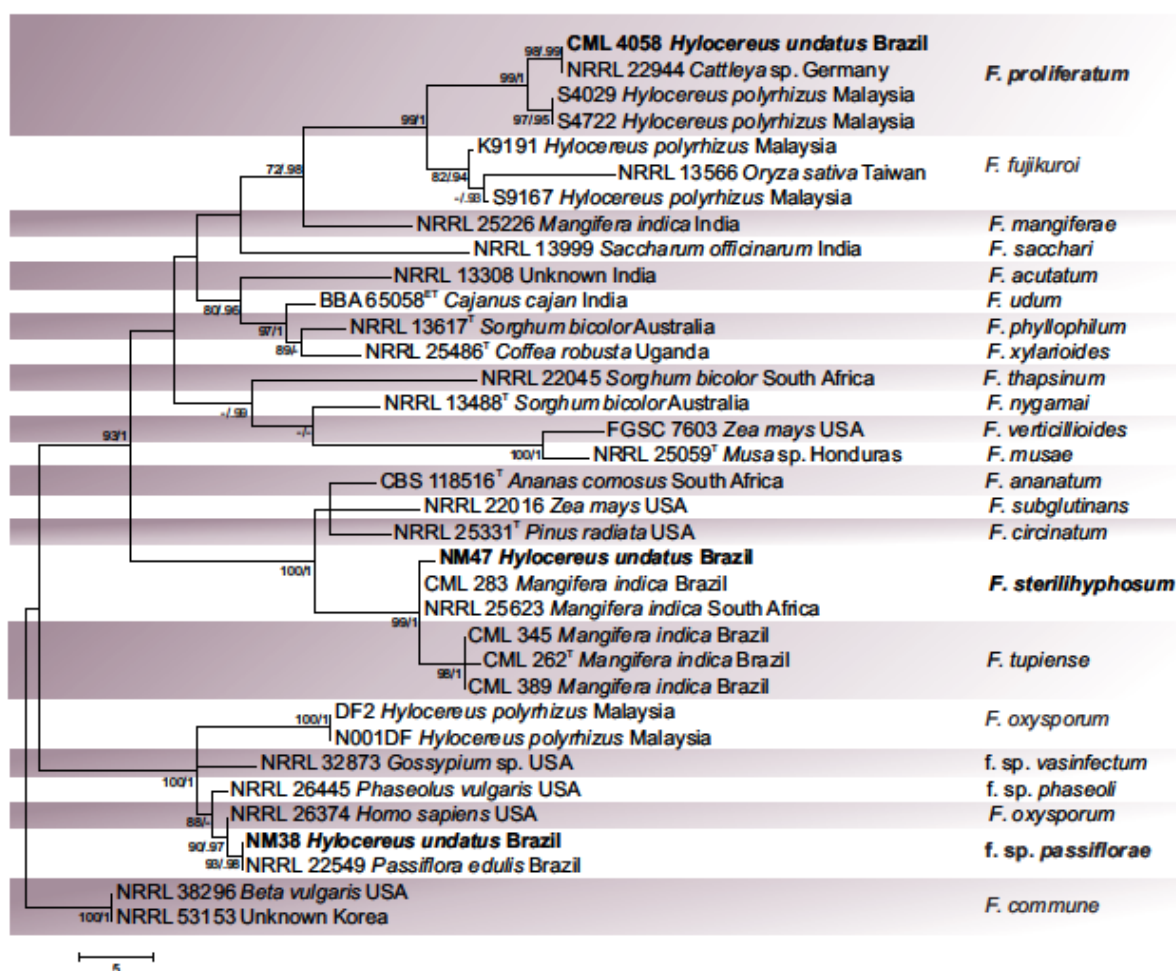 CML 4058 Hylocereus undatus Brazil
98/.99
NRRL 22944 Cattleya sp. Germany
F. proliferatum
99/1
S4029 Hylocereus polyrhizus Malaysia
99/1
97/.95
S4722 Hylocereus polyrhizus Malaysia
K9191 Hylocereus polyrhizus Malaysia
72/.98
82/.94
NRRL 13566 Oryza sativa Taiwan
F. fujikuroi
-/.93
S9167 Hylocereus polyrhizus Malaysia
NRRL 25226 Mangifera indica India
F. mangiferae
NRRL 13999 Saccharum officinarum India
F. sacchari
NRRL 13308 Unknown India
F. acutatum
80/.96
BBA 65058ET Cajanus cajan India
F. udum
97/1
NRRL 13617T Sorghum bicolor Australia
F. phyllophilum
89/-
NRRL 25486T Coffea robusta Uganda
F. xylarioides
NRRL 22045 Sorghum bicolor South Africa
F. thapsinum
-/.99
NRRL 13488T Sorghum bicolor Australia
F. nygamai
93/1
-/-
FGSC 7603 Zea mays USA
F. verticillioides
100/1
NRRL 25059T Musa sp. Honduras
F. musae
CBS 118516T Ananas comosus South Africa
F. ananatum
NRRL 22016 Zea mays USA
F. subglutinans
NRRL 25331T Pinus radiata USA
F. circinatum
100/1
NM47 Hylocereus undatus Brazil
CML 283 Mangifera indica Brazil
F. sterilihyphosum
NRRL 25623 Mangifera indica South Africa
99/1
CML 345 Mangifera indica Brazil
98/1
CML 262T Mangifera indica Brazil
F. tupiense
CML 389 Mangifera indica Brazil
100/1
DF2 Hylocereus polyrhizus Malaysia
F. oxysporum
N001DF Hylocereus polyrhizus Malaysia
NRRL 32873 Gossypium sp. USA
f. sp. vasinfectum
100/1
NRRL 26445 Phaseolus vulgaris USA
f. sp. phaseoli
88/-
NRRL 26374 Homo sapiens USA
F. oxysporum
90/.97
NM38 Hylocereus undatus Brazil
f. sp. passiflorae
93/.98
NRRL 22549 Passiflora edulis Brazil
NRRL 38296 Beta vulgaris USA
F. commune
100/1
NRRL 53153 Unknown Korea
5